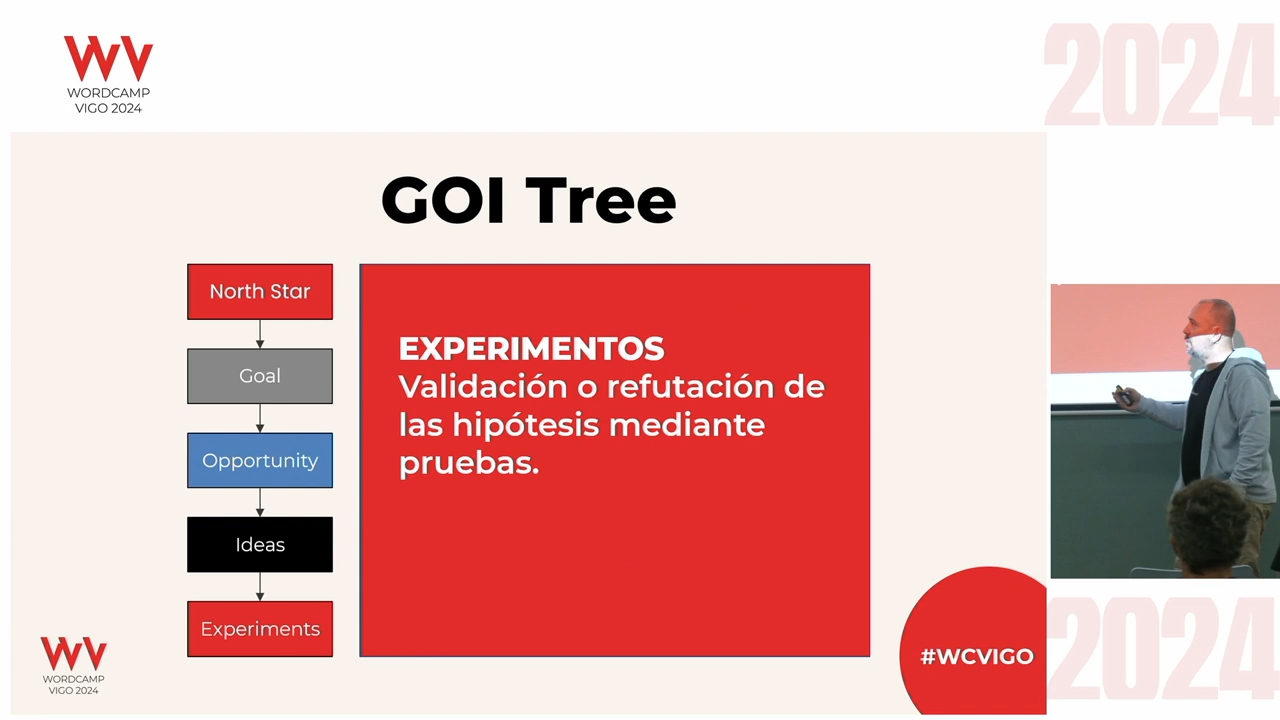 WORDCAMP
VIGO 2024
2024
GOI Tree
North Star
Goal
Opportunity
Ideas
Experiments
EXPERIMENTOS
Validación o refutación de
las hipótesis mediante
pruebas.
#WCVIGO
WORDCAMP
VIGO 2024
2024